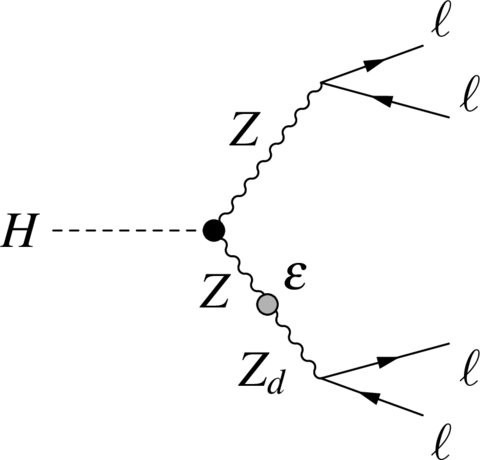 ℓ
ℓ
Z
H
Z ε
Z_d
ℓ
ℓ